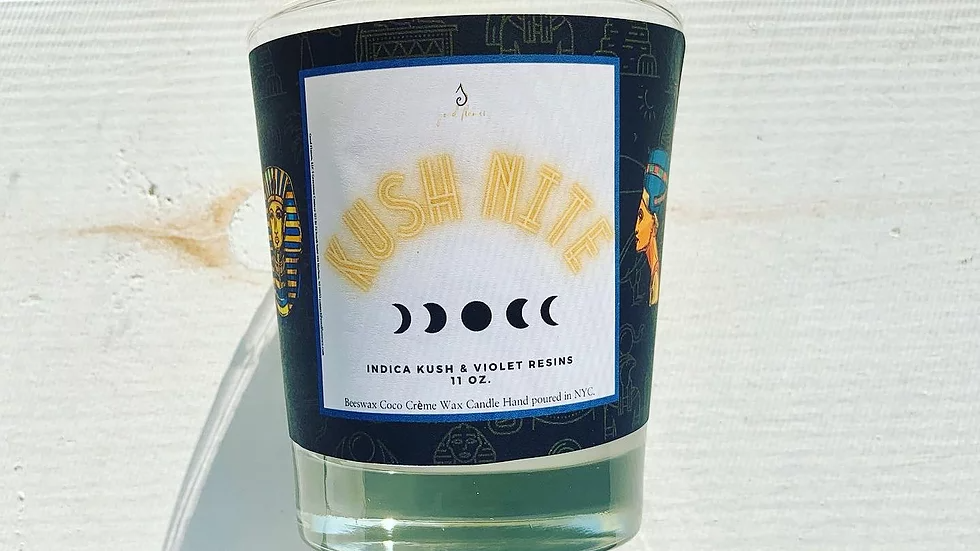 KUSH NITE
INDICA KUSH & VIOLET RESINS
11 OZ.
Beeswax Coco Crème Wax Candle Hand poured in NYC.